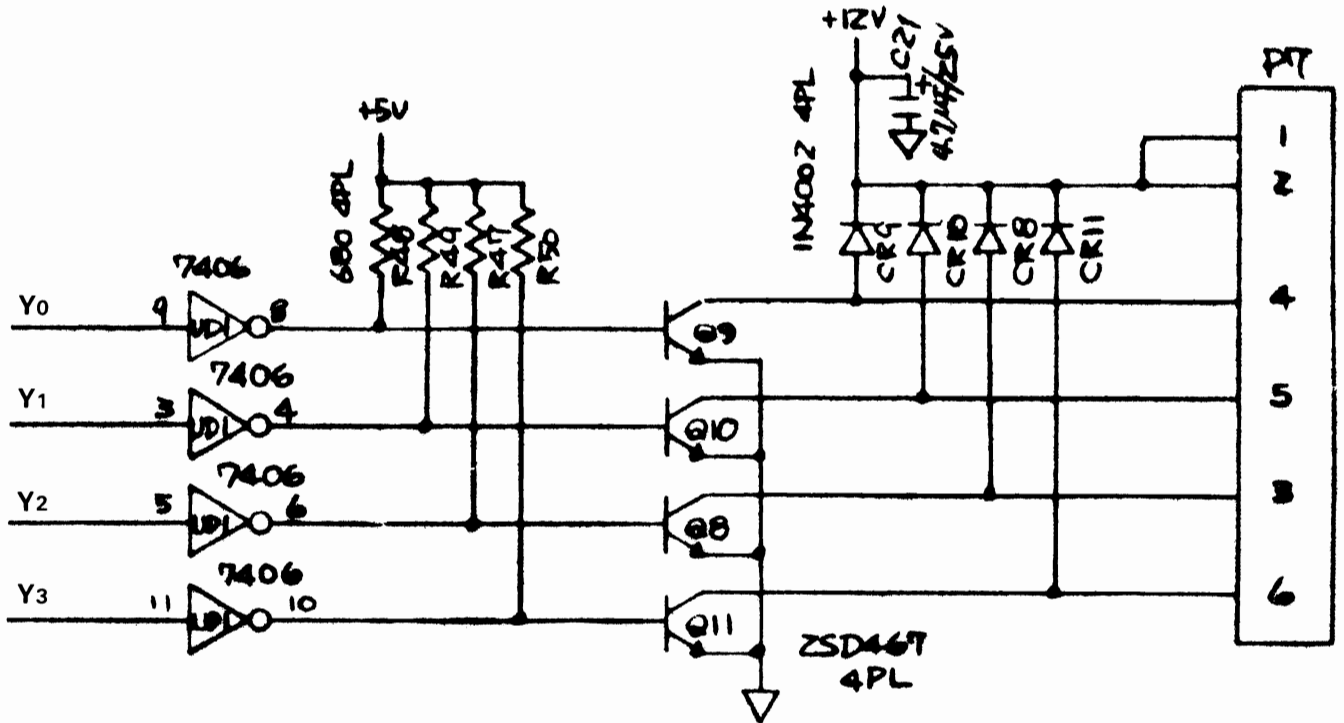 +12V
C21
+
4.7µF/25V
1N4002 4PL
P7
+5V
680 4PL
R48
R49
R47
R50
CR9
CR10
CR8
CR11
1
2
4
5
3
6
7406
Y0
9
UD1
8
Q9
7406
Y1
3
UD1
4
Q10
7406
Y2
5
UD1
6
Q8
7406
Y3
11
UD1
10
Q11
2SD467
4PL